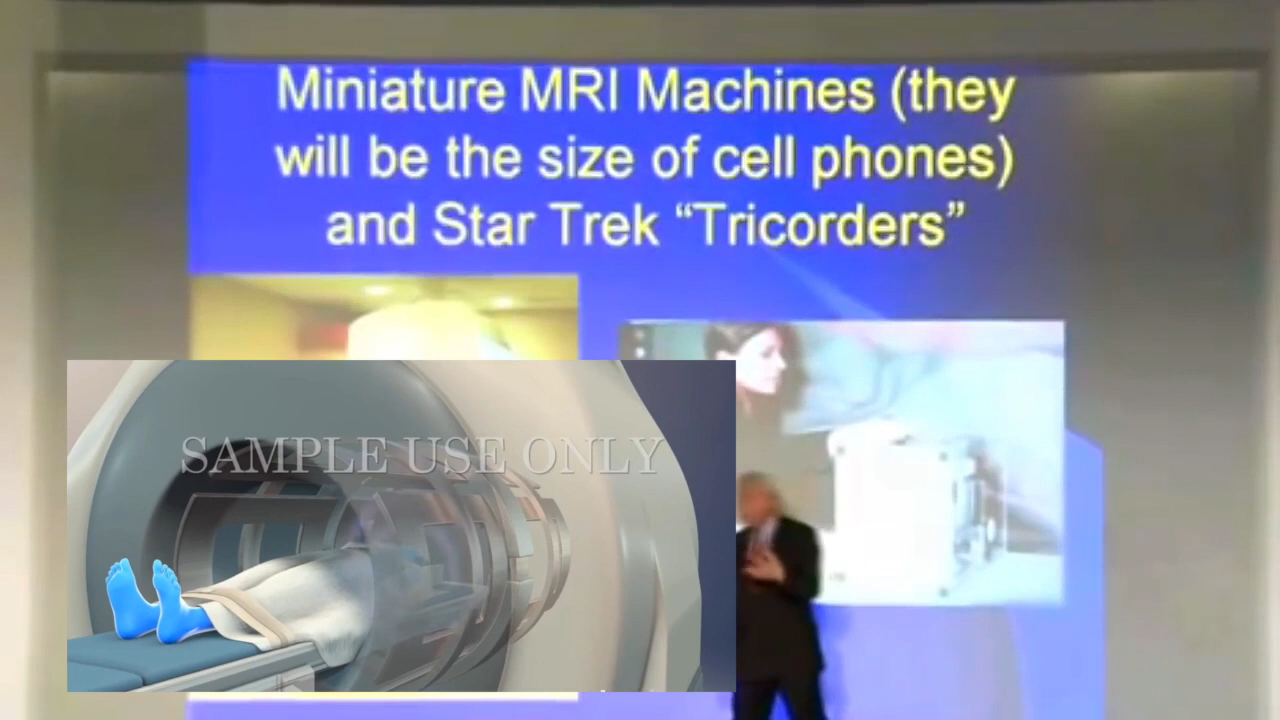 Miniature MRI Machines (they
will be the size of cell phones)
and Star Trek “Tricorders”
SAMPLE USE ONLY